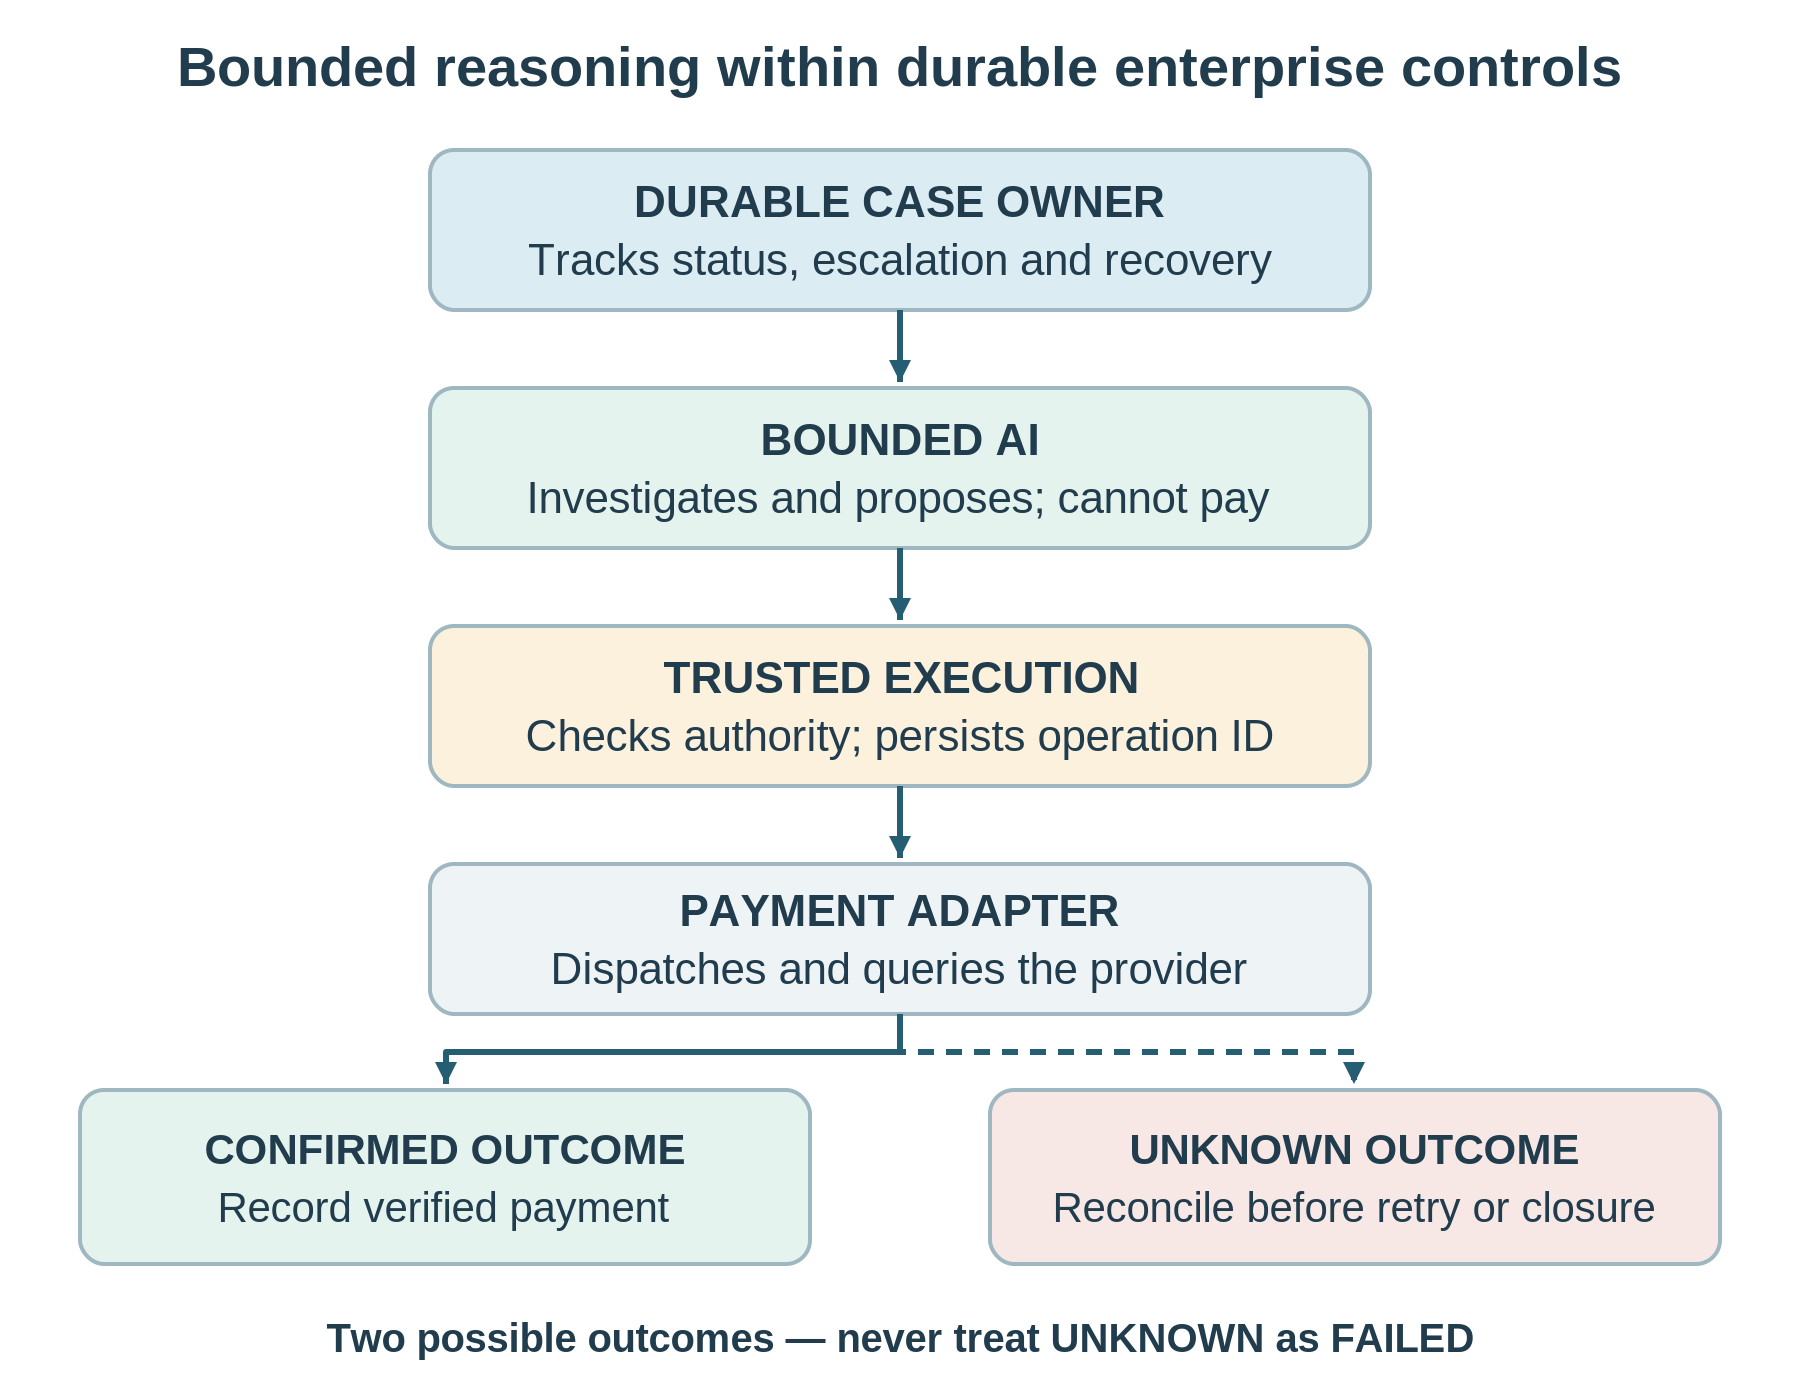 Bounded reasoning within durable enterprise controls
DURABLE CASE OWNER
Tracks status, escalation and recovery
BOUNDED AI
Investigates and proposes; cannot pay
TRUSTED EXECUTION
Checks authority; persists operation ID
PAYMENT ADAPTER
Dispatches and queries the provider
CONFIRMED OUTCOME
Record verified payment
UNKNOWN OUTCOME
Reconcile before retry or closure
Two possible outcomes — never treat UNKNOWN as FAILED